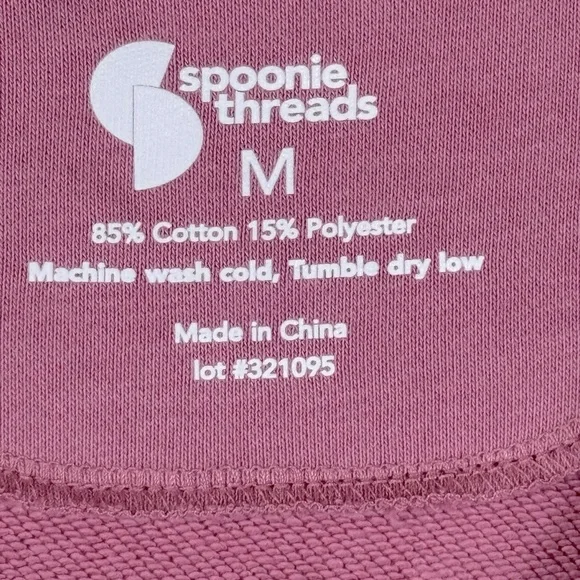 spoonie
threads
M
85% Cotton 15% Polyester
Machine wash cold, Tumble dry low
Made in China
lot #321095